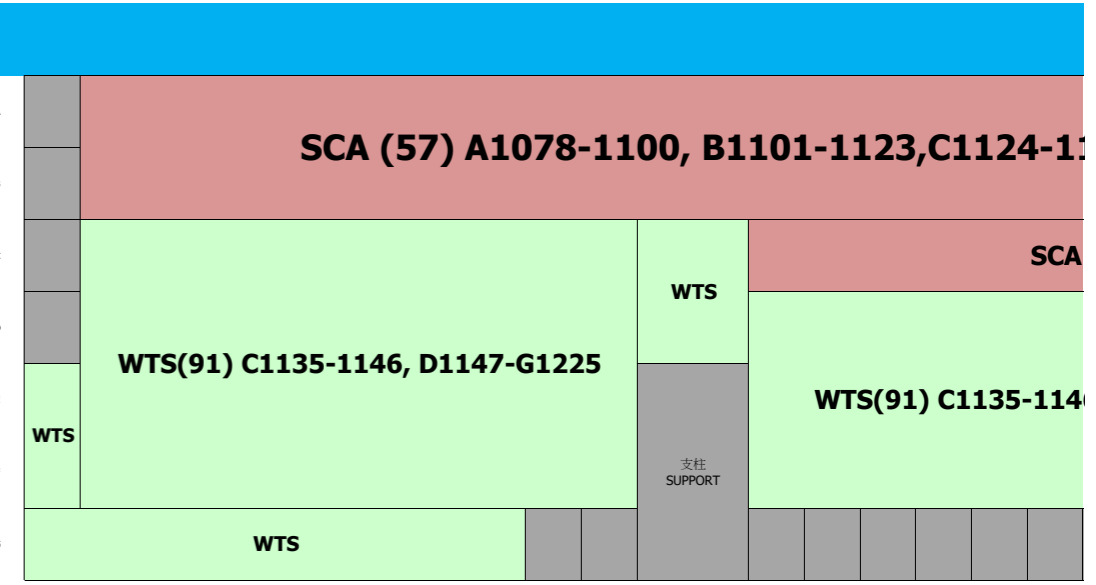 SCA (57) A1078-1100, B1101-1123,C1124-11
SCA
WTS
WTS(91) C1135-1146, D1147-G1225
WTS(91) C1135-114
WTS
支柱
SUPPORT
WTS